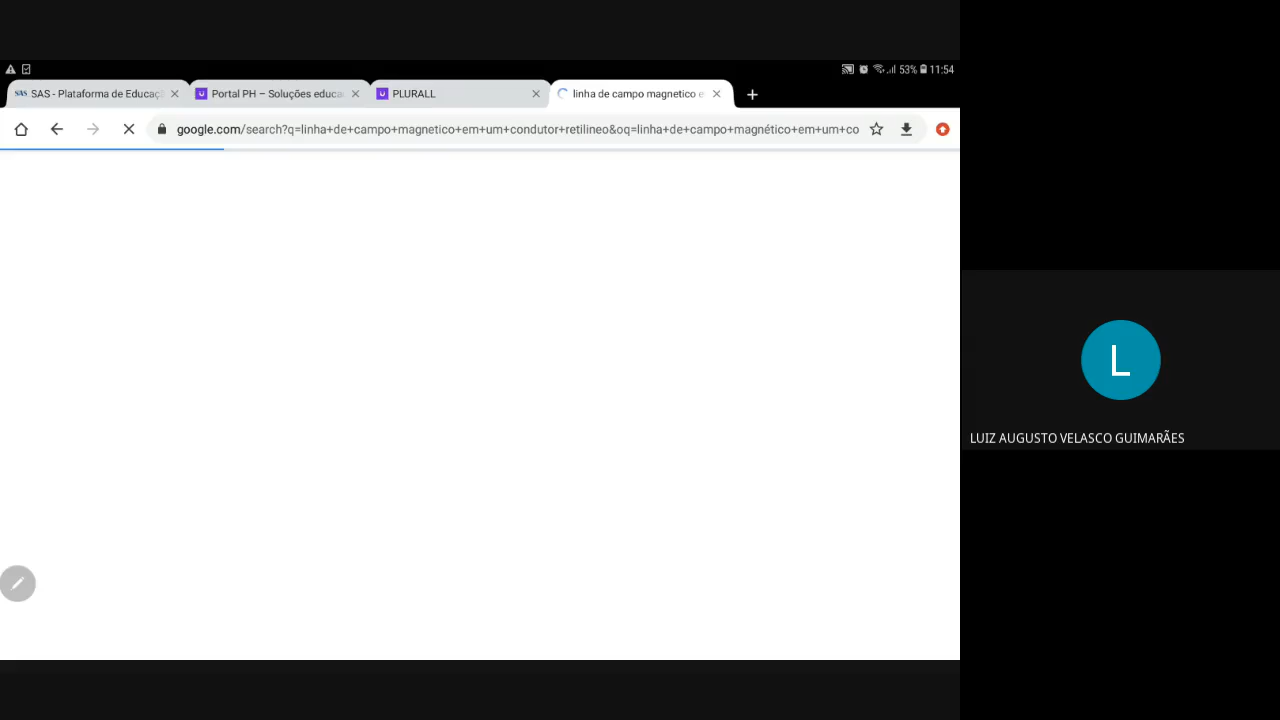 53% 11:54
SAS - Plataforma de Educaçã
Portal PH – Soluções educa
PLURALL
linha de campo magnetico e
google.com/search?q=linha+de+campo+magnetico+em+um+condutor+retilineo&oq=linha+de+campo+magnético+em+um+co
L
LUIZ AUGUSTO VELASCO GUIMARÃES